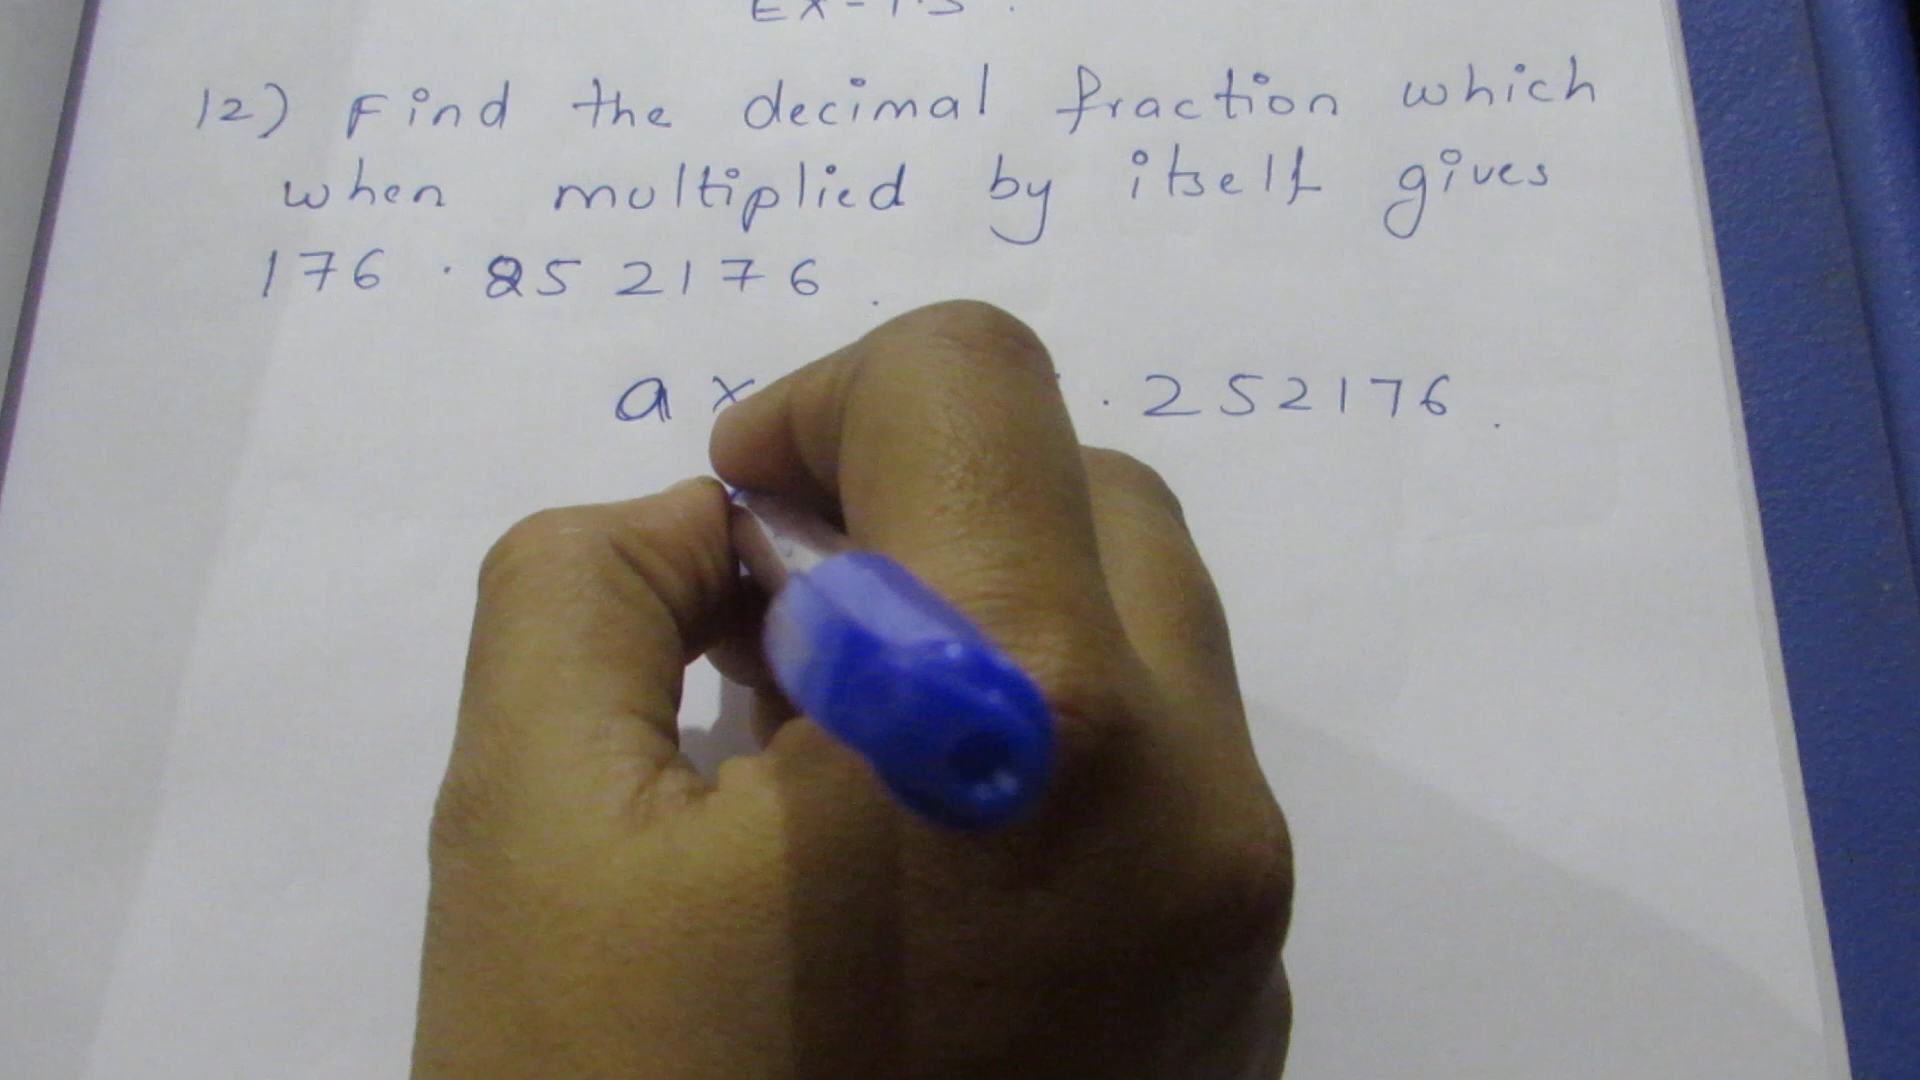 12) Find the decimal fraction which
when multiplied by itself gives
176.252176.
a × .252176.